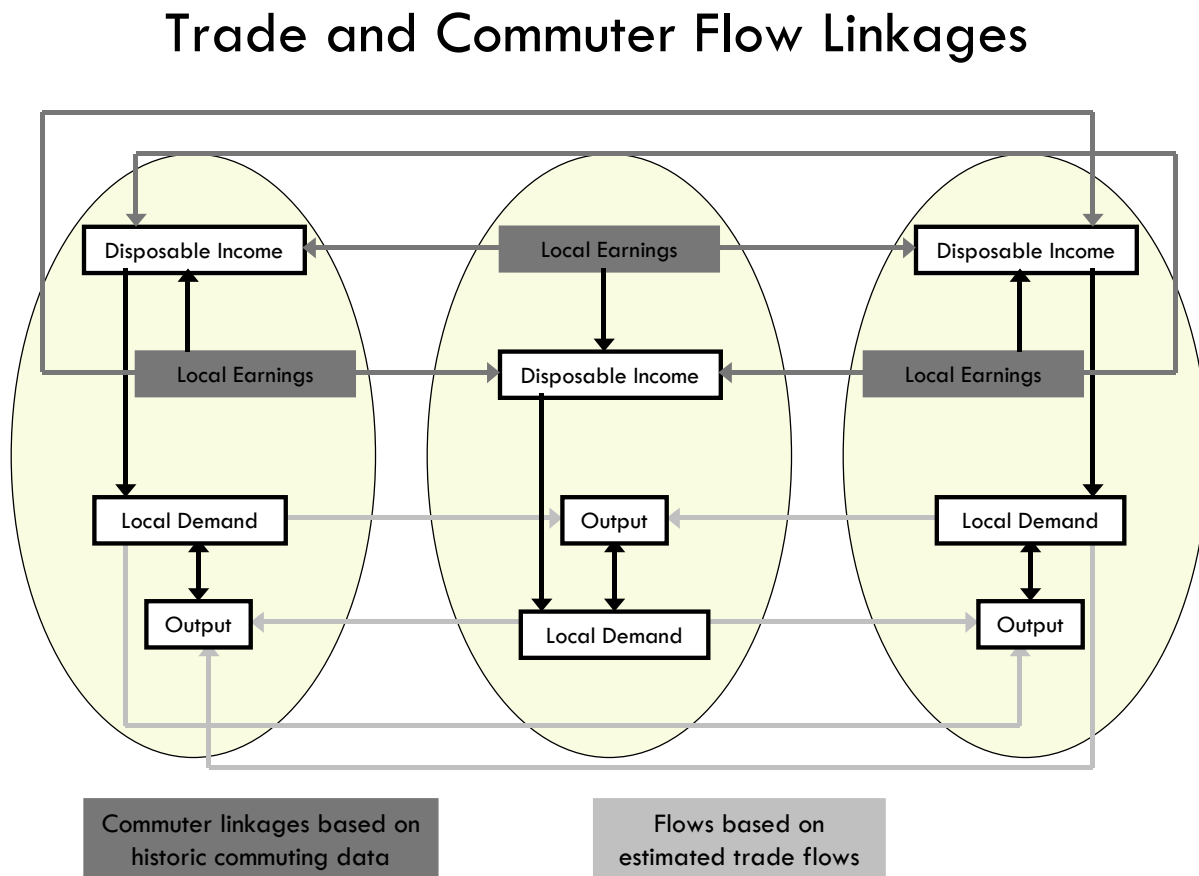 Trade and Commuter Flow Linkages
Disposable Income
Local Earnings
Disposable Income
Local Earnings
Disposable Income
Local Earnings
Local Demand
Output
Local Demand
Output
Local Demand
Output
Commuter linkages based on
historic commuting data
Flows based on
estimated trade flows